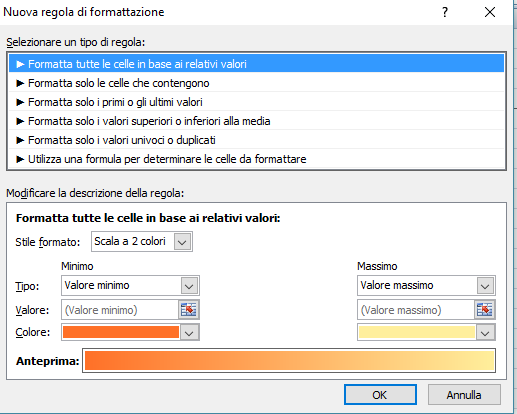 Nuova regola di formattazione
Selezionare un tipo di regola:
► Formatta tutte le celle in base ai relativi valori
► Formatta solo le celle che contengono
► Formatta solo i primi o gli ultimi valori
► Formatta solo i valori superiori o inferiori alla media
► Formatta solo i valori univoci o duplicati
► Utilizza una formula per determinare le celle da formattare
Modificare la descrizione della regola:
Formatta tutte le celle in base ai relativi valori:
Stile formato: Scala a 2 colori
Minimo Massimo
Tipo: Valore minimo Valore massimo
Valore: (Valore minimo) (Valore massimo)
Colore:
Anteprima:
OK Annulla